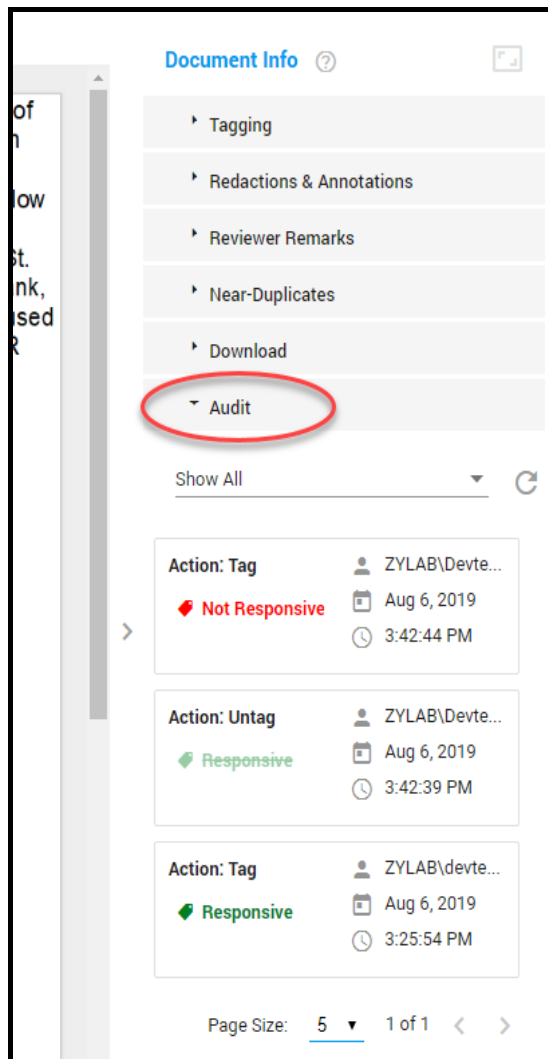 Document Info ?
of
Tagging
Redactions & Annotations
low
Reviewer Remarks
St.
nk,
Near-Duplicates
used
R
Download
Audit
Show All
Action: Tag
Not Responsive
ZYLAB\Devte...
Aug 6, 2019
3:42:44 PM
Action: Untag
Responsive
ZYLAB\Devte...
Aug 6, 2019
3:42:39 PM
Action: Tag
Responsive
ZYLAB\devte...
Aug 6, 2019
3:25:54 PM
Page Size: 5 1 of 1